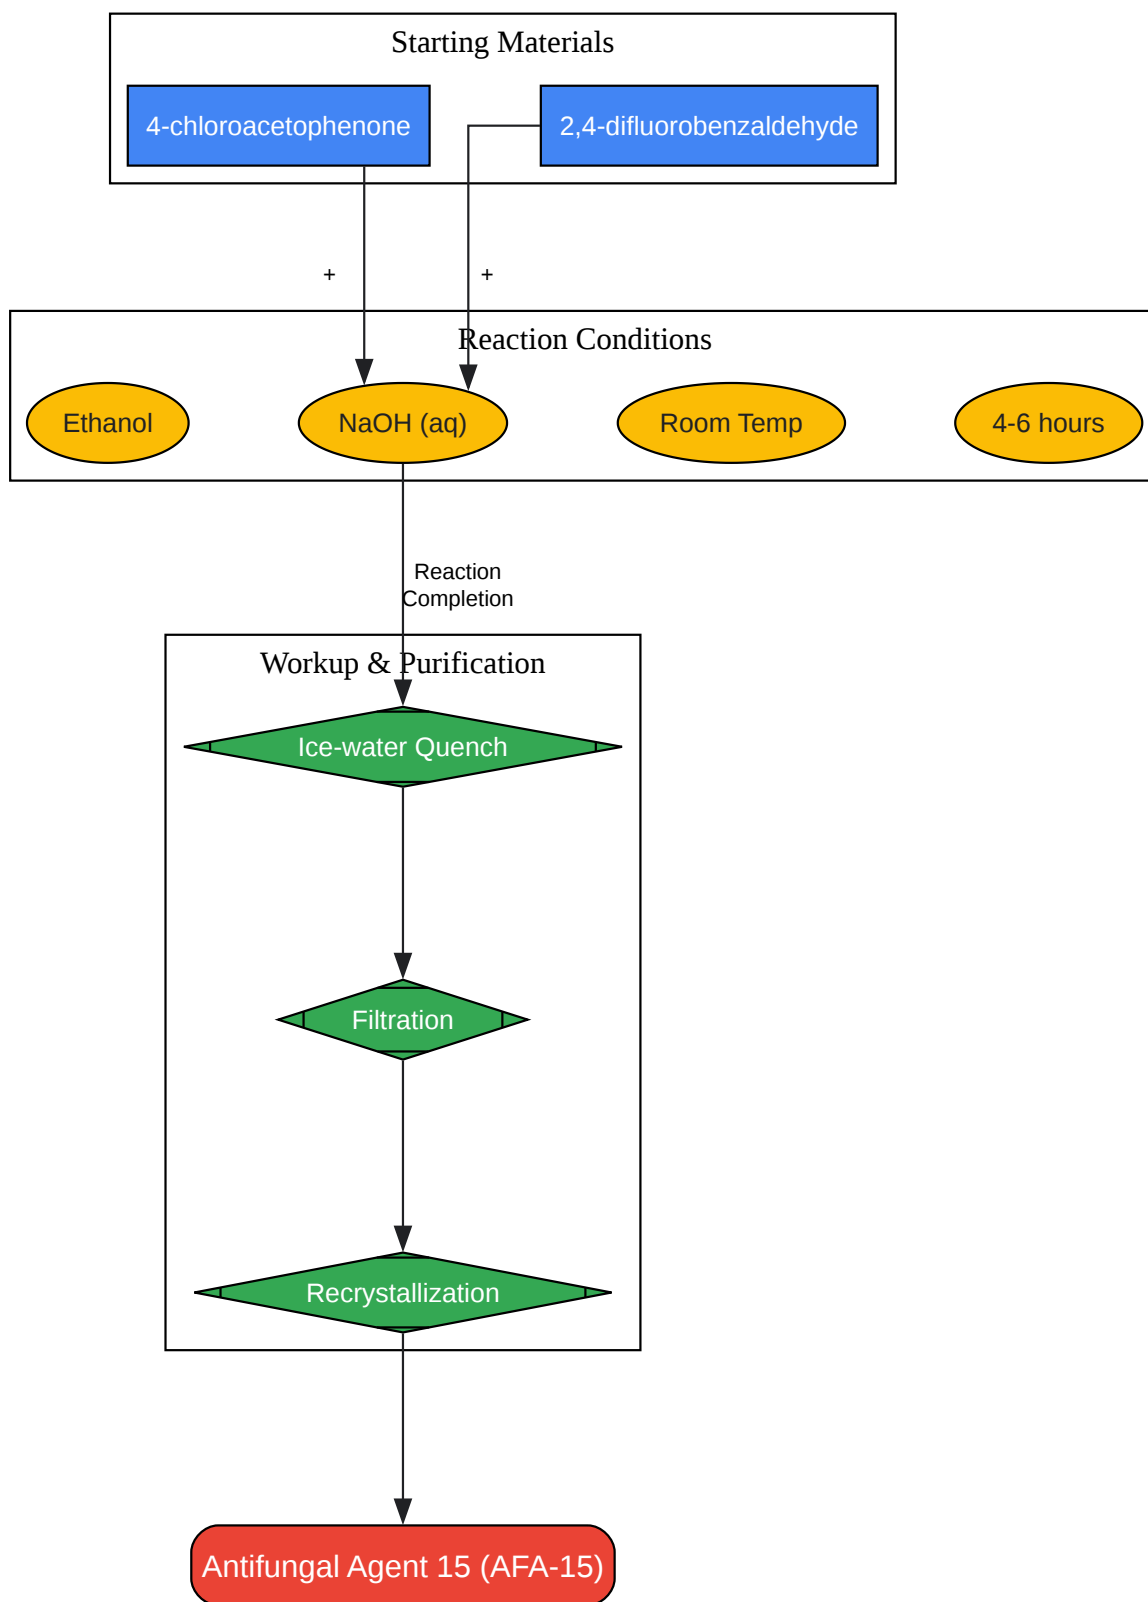 Starting Materials
4-chloroacetophenone
2,4-difluorobenzaldehyde
+
+
Reaction Conditions
Ethanol
NaOH (aq)
Room Temp
4-6 hours
Reaction
Completion
Workup & Purification
Ice-water Quench
Filtration
Recrystallization
Antifungal Agent 15 (AFA-15)